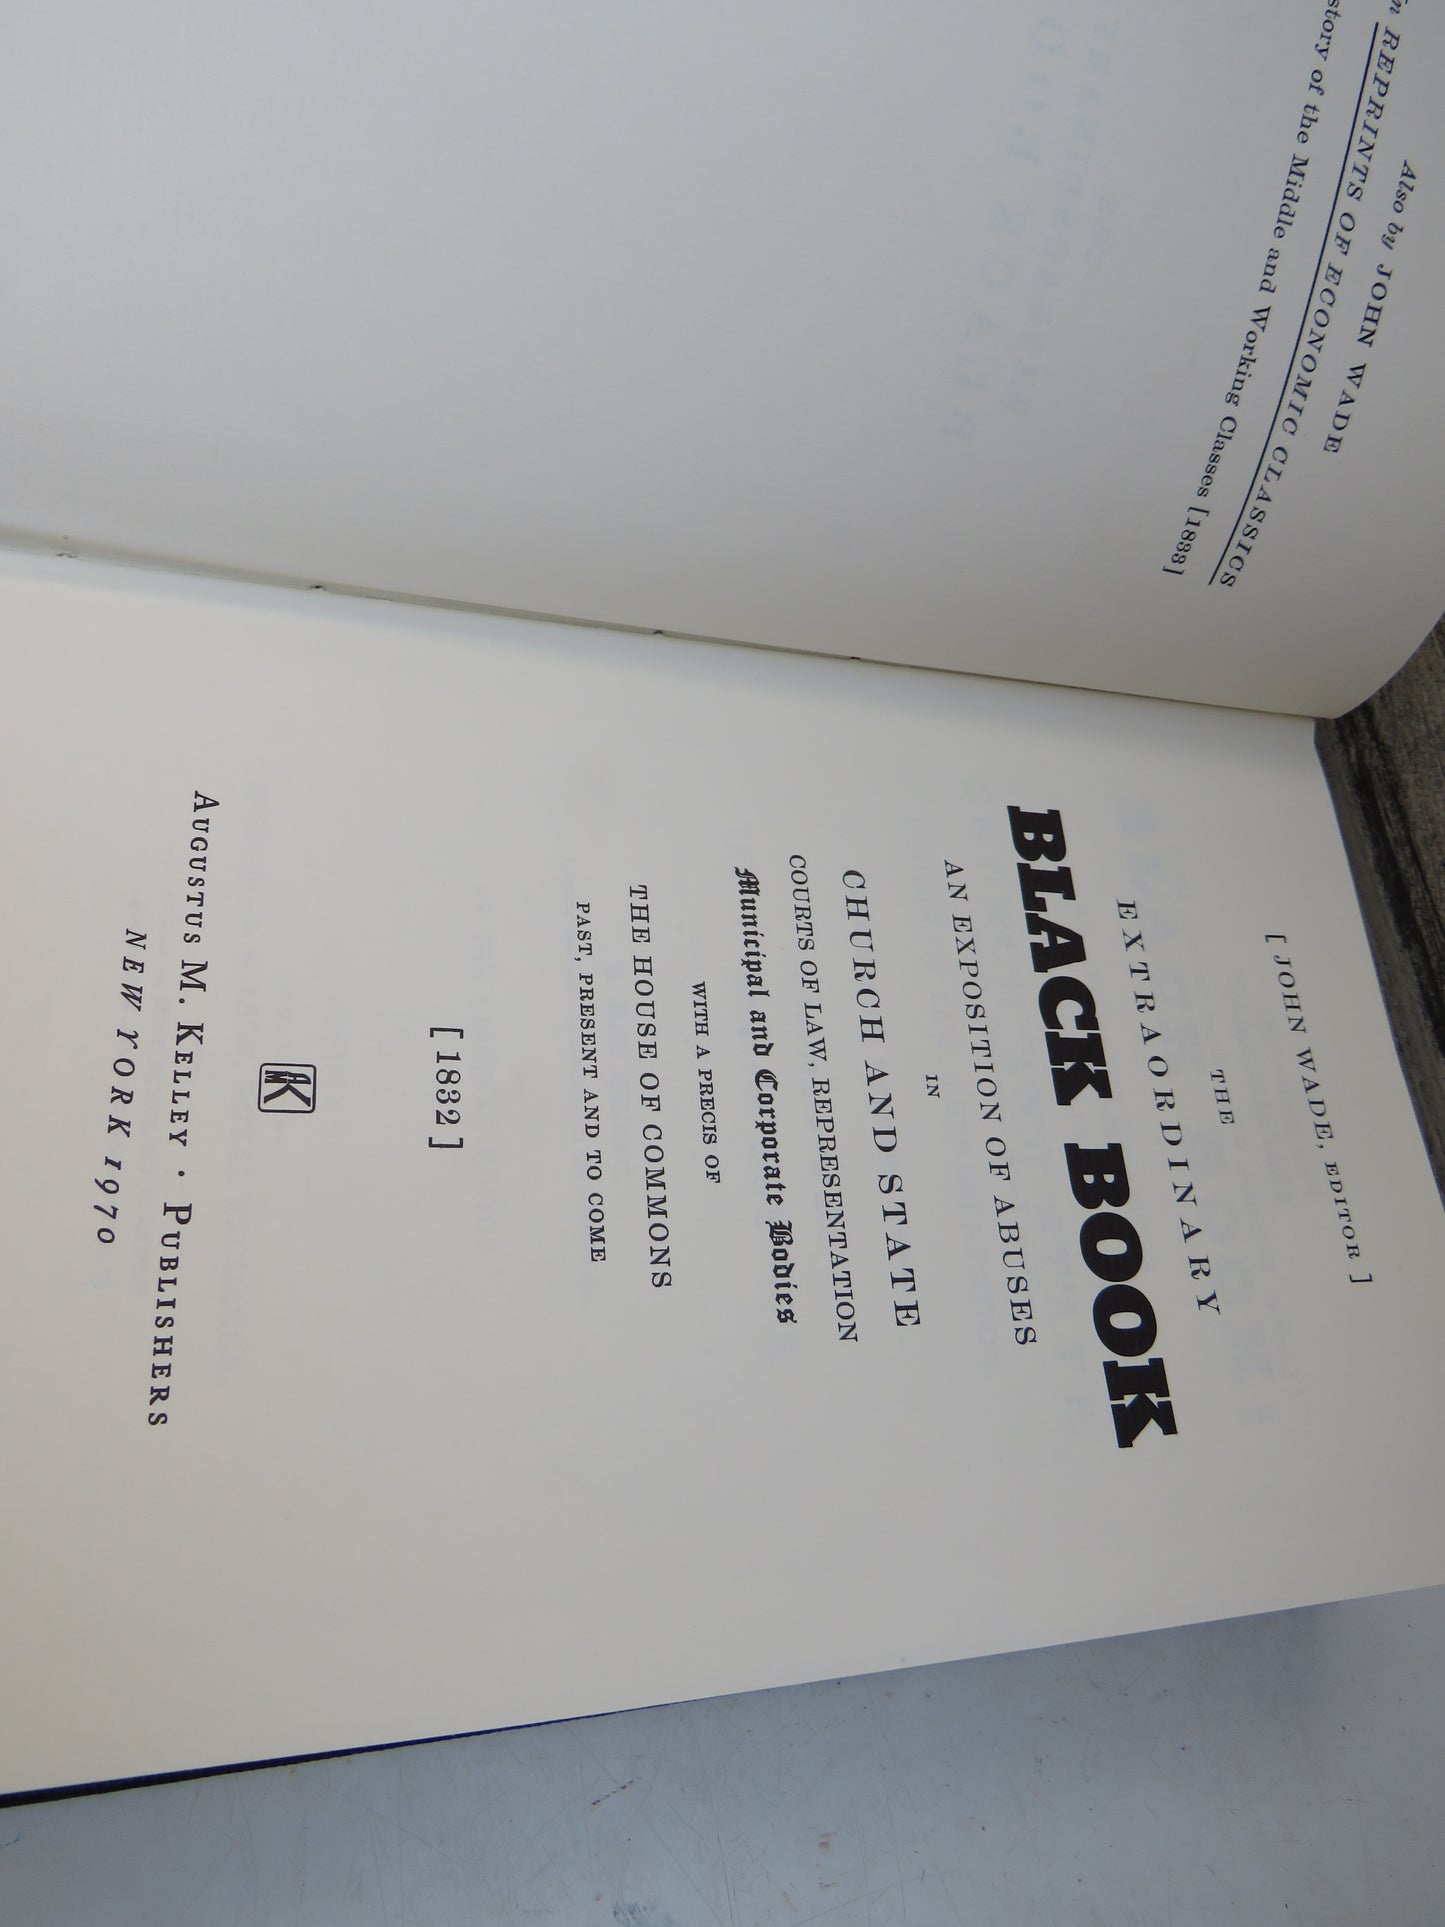 Also by JOHN WADE
REPRINTS OF ECONOMIC CLASSICS
of the Middle and Working Classes [1833]
[ JOHN WADE, EDITOR ]
THE
EXTRAORDINARY
BLACK BOOK
AN EXPOSITION OF ABUSES
IN
CHURCH AND STATE
COURTS OF LAW, REPRESENTATION
Municipal and Corporate Bodies
WITH A PRECIS OF
THE HOUSE OF COMMONS
PAST, PRESENT AND TO COME
[1832]
AMK
AUGUSTUS M. KELLEY · PUBLISHERS
NEW YORK 1970